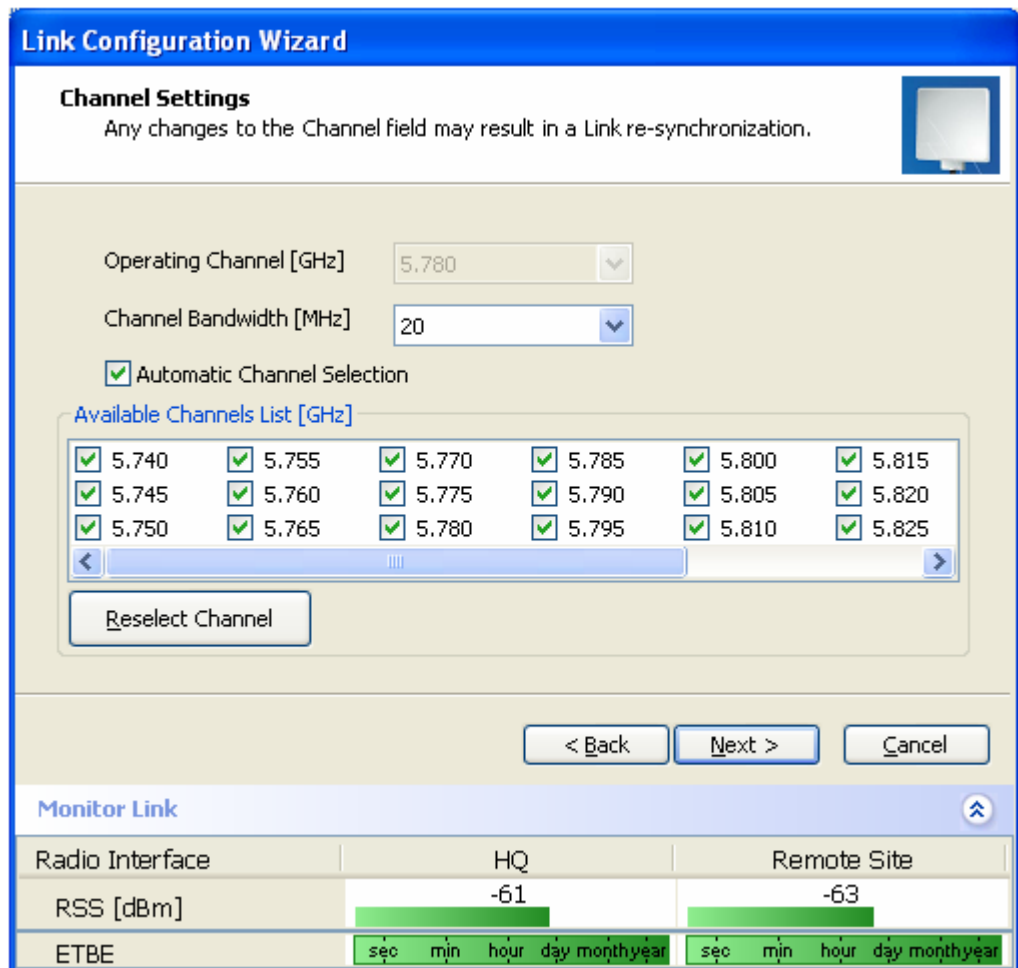 Link Configuration Wizard
Channel Settings
Any changes to the Channel field may result in a Link re-synchronization.
Operating Channel [GHz] 5.780
Channel Bandwidth [MHz] 20
Automatic Channel Selection
Available Channels List [GHz]
5.740 5.755 5.770 5.785 5.800 5.815
5.745 5.760 5.775 5.790 5.805 5.820
5.750 5.765 5.780 5.795 5.810 5.825
Reselect Channel
< Back Next > Cancel
Monitor Link
Radio Interface HQ Remote Site
RSS [dBm] -61 -63
ETBE sec min hour day month year sec min hour day month year